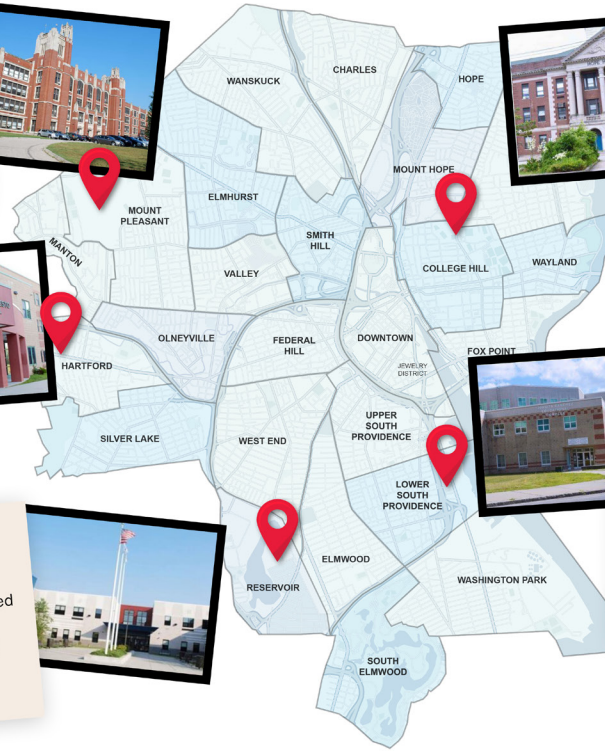 WANSKUCK
CHARLES
HOPE
MOUNT HOPE
ELMHURST
MOUNT
PLEASANT
SMITH
HILL
MANTON
VALLEY
COLLEGE HILL
WAYLAND
OLNEYVILLE
FEDERAL
HILL
DOWNTOWN
FOX POINT
JEWELRY
DISTRICT
HARTFORD
SILVER LAKE
WEST END
UPPER
SOUTH
PROVIDENCE
LOWER
SOUTH
PROVIDENCE
ELMWOOD
RESERVOIR
WASHINGTON PARK
SOUTH
ELMWOOD
ed